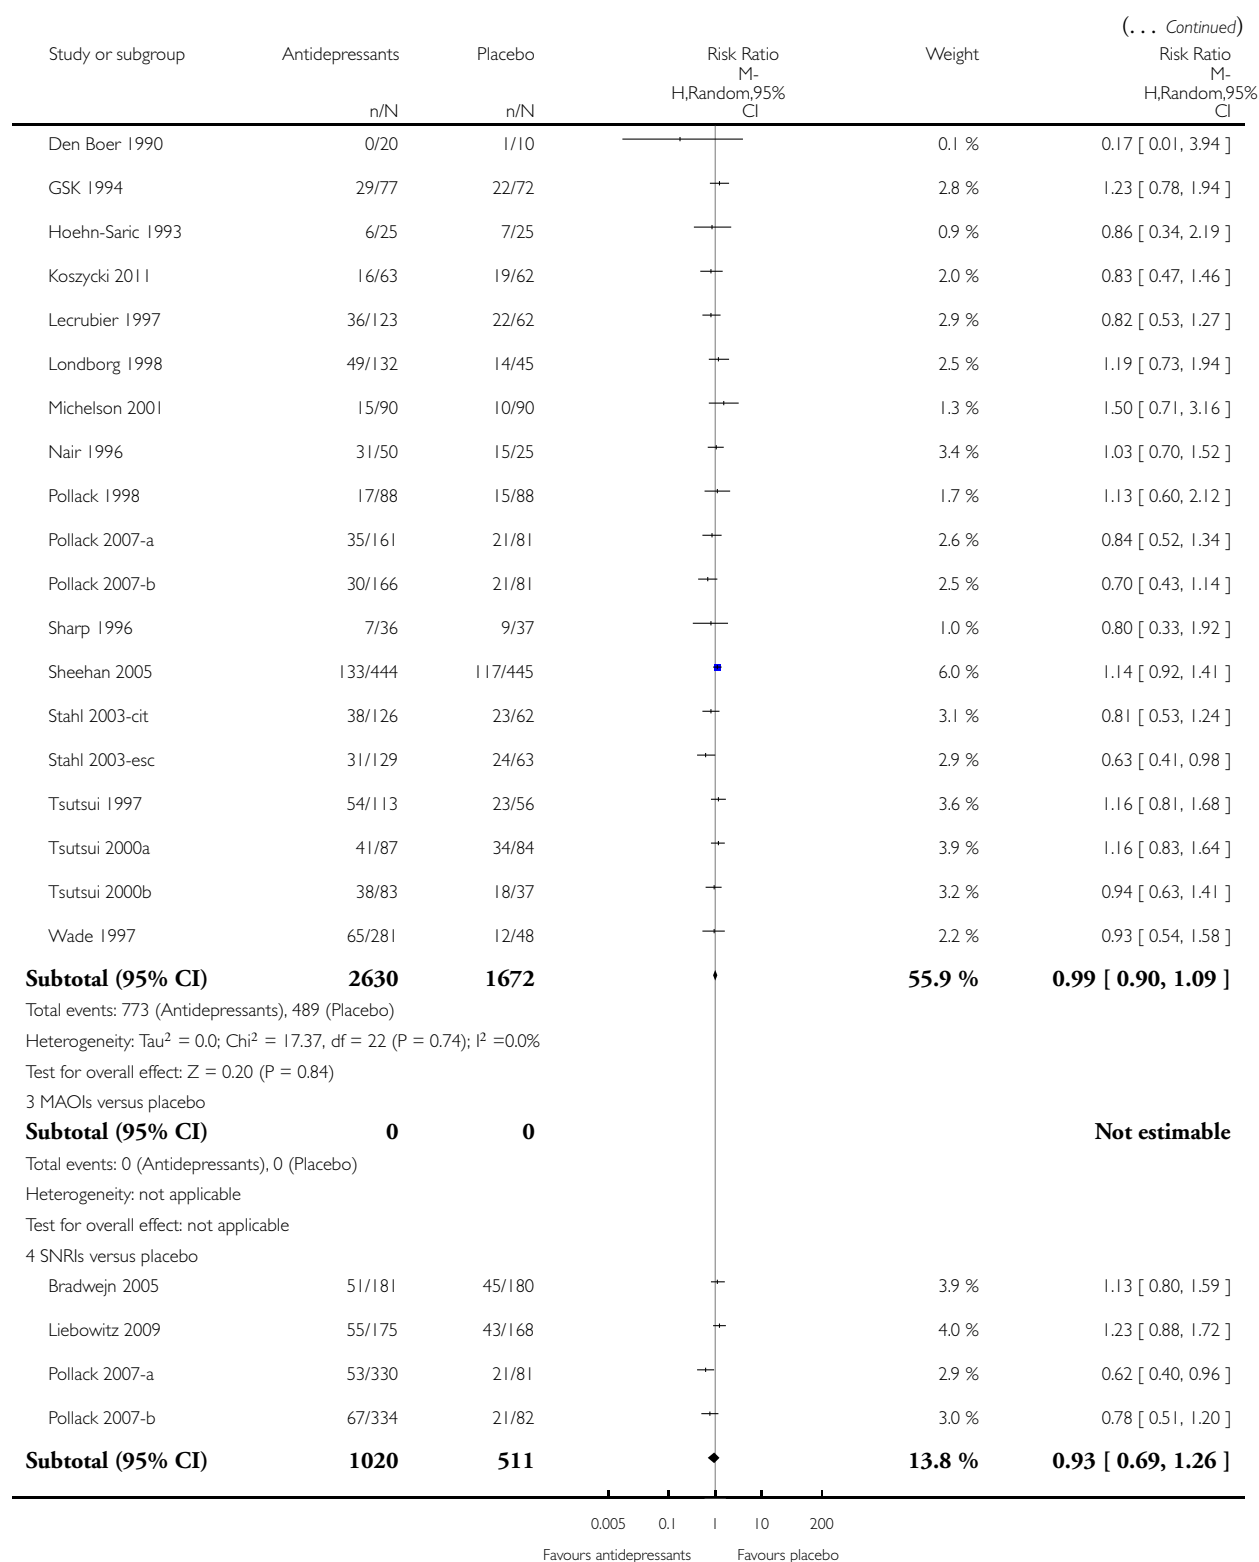 (... Continued)
Study or subgroup Antidepressants Placebo Risk Ratio Weight Risk Ratio
M- M-
H,Random,95% H,Random,95%
n/N n/N CI CI
Den Boer 1990 0/20 1/10 0.1 % 0.17 [ 0.01, 3.94 ]
GSK 1994 29/77 22/72 2.8 % 1.23 [ 0.78, 1.94 ]
Hoehn-Saric 1993 6/25 7/25 0.9 % 0.86 [ 0.34, 2.19 ]
Koszycki 2011 16/63 19/62 2.0 % 0.83 [ 0.47, 1.46 ]
Lecrubier 1997 36/123 22/62 2.9 % 0.82 [ 0.53, 1.27 ]
Londborg 1998 49/132 14/45 2.5 % 1.19 [ 0.73, 1.94 ]
Michelson 2001 15/90 10/90 1.3 % 1.50 [ 0.71, 3.16 ]
Nair 1996 31/50 15/25 3.4 % 1.03 [ 0.70, 1.52 ]
Pollack 1998 17/88 15/88 1.7 % 1.13 [ 0.60, 2.12 ]
Pollack 2007-a 35/161 21/81 2.6 % 0.84 [ 0.52, 1.34 ]
Pollack 2007-b 30/166 21/81 2.5 % 0.70 [ 0.43, 1.14 ]
Sharp 1996 7/36 9/37 1.0 % 0.80 [ 0.33, 1.92 ]
Sheehan 2005 133/444 117/445 6.0 % 1.14 [ 0.92, 1.41 ]
Stahl 2003-cit 38/126 23/62 3.1 % 0.81 [ 0.53, 1.24 ]
Stahl 2003-esc 31/129 24/63 2.9 % 0.63 [ 0.41, 0.98 ]
Tsutsui 1997 54/113 23/56 3.6 % 1.16 [ 0.81, 1.68 ]
Tsutsui 2000a 41/87 34/84 3.9 % 1.16 [ 0.83, 1.64 ]
Tsutsui 2000b 38/83 18/37 3.2 % 0.94 [ 0.63, 1.41 ]
Wade 1997 65/281 12/48 2.2 % 0.93 [ 0.54, 1.58 ]
Subtotal (95% CI) 2630 1672 55.9 % 0.99 [ 0.90, 1.09 ]
Total events: 773 (Antidepressants), 489 (Placebo)
Heterogeneity: Tau² = 0.0; Chi² = 17.37, df = 22 (P = 0.74); I² =0.0%
Test for overall effect: Z = 0.20 (P = 0.84)
3 MAOIs versus placebo
Subtotal (95% CI) 0 0 Not estimable
Total events: 0 (Antidepressants), 0 (Placebo)
Heterogeneity: not applicable
Test for overall effect: not applicable
4 SNRIs versus placebo
Bradwejn 2005 51/181 45/180 3.9 % 1.13 [ 0.80, 1.59 ]
Liebowitz 2009 55/175 43/168 4.0 % 1.23 [ 0.88, 1.72 ]
Pollack 2007-a 53/330 21/81 2.9 % 0.62 [ 0.40, 0.96 ]
Pollack 2007-b 67/334 21/82 3.0 % 0.78 [ 0.51, 1.20 ]
Subtotal (95% CI) 1020 511 13.8 % 0.93 [ 0.69, 1.26 ]
0.005 0.1 1 10 200
Favours antidepressants Favours placebo